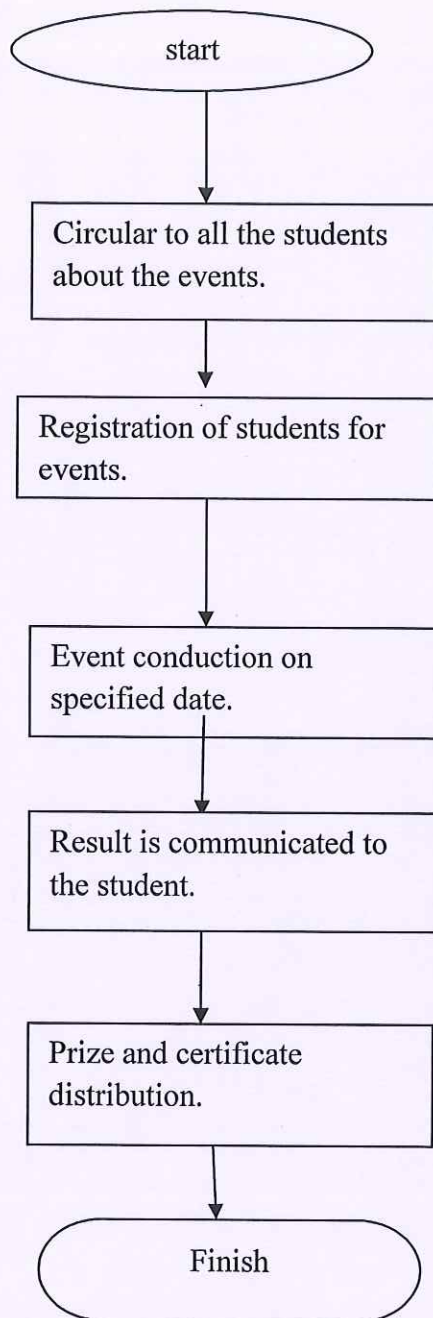 start
Circular to all the students
about the events.
Registration of students for
events.
Event conduction on
specified date.
Result is communicated to
the student.
Prize and certificate
distribution.
Finish